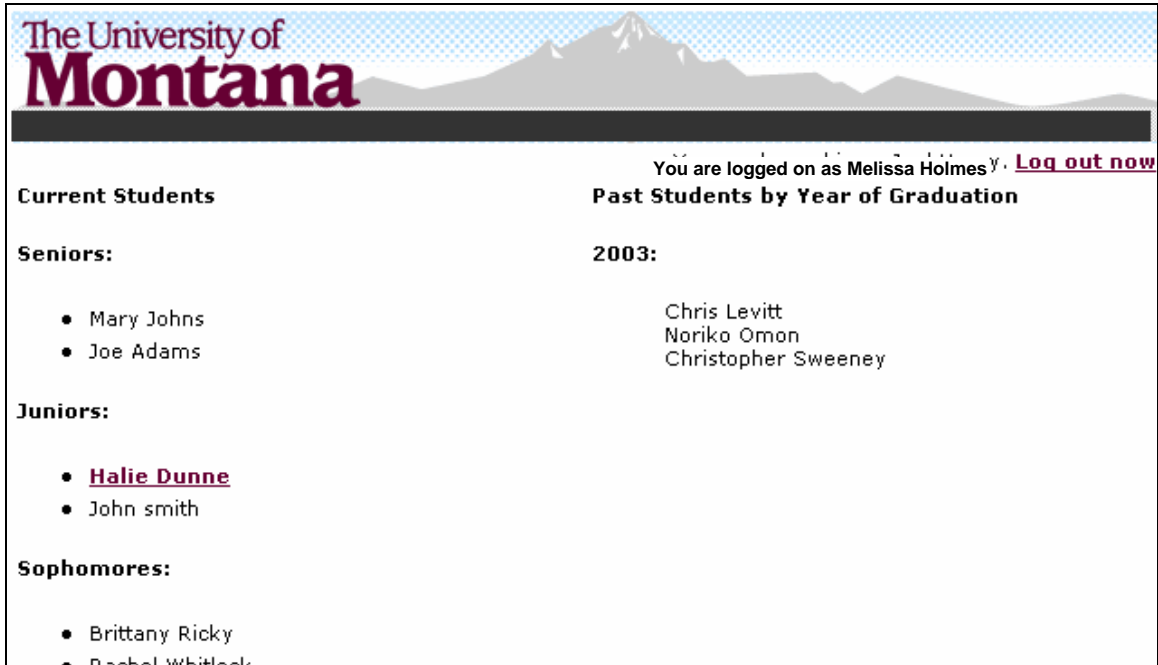 The University of
Montana
You are logged on as Melissa Holmes y. Log out now
Current Students
Past Students by Year of Graduation
Seniors:
2003:
• Mary Johns
• Joe Adams
Chris Levitt
Noriko Omon
Christopher Sweeney
Juniors:
• Halie Dunne
• John smith
Sophomores:
• Brittany Ricky
• Rachel Whitlock